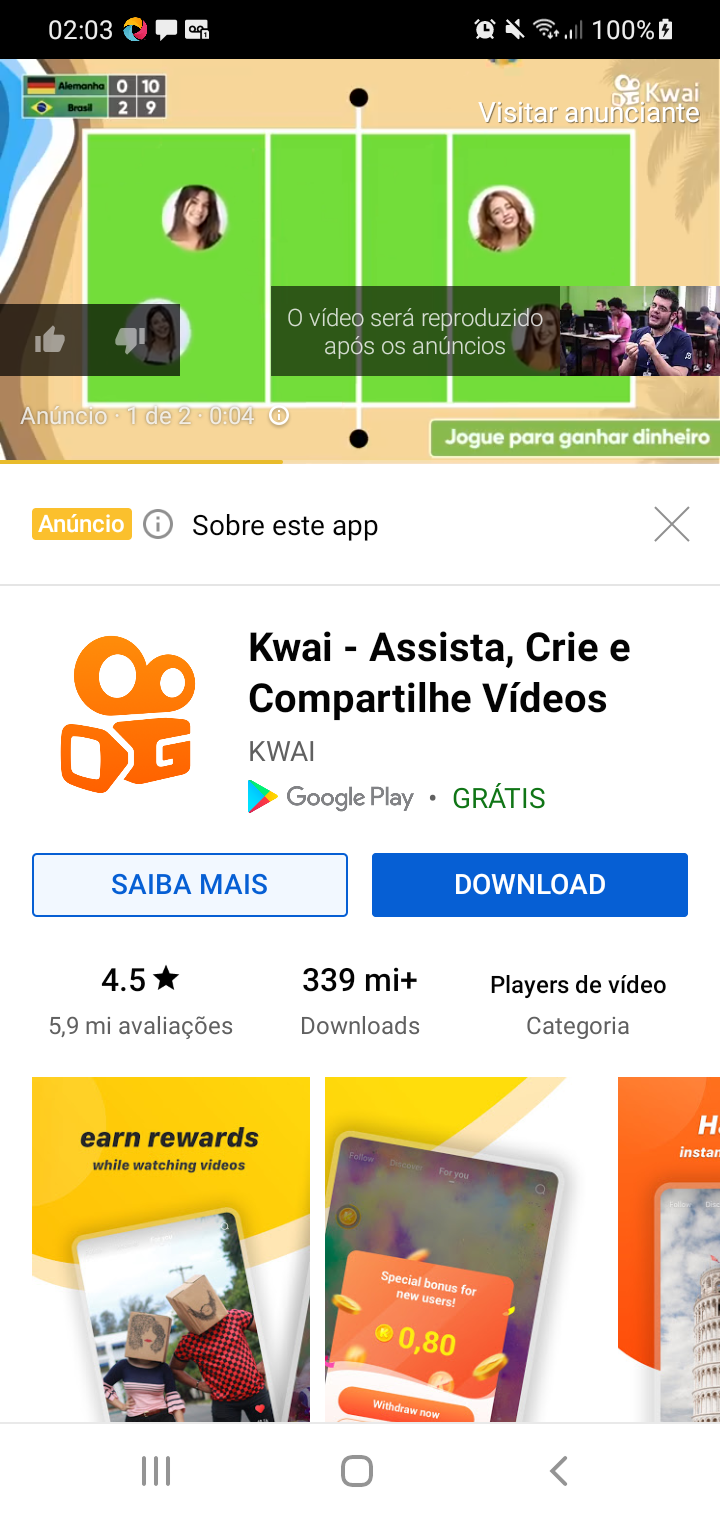 02:03
100%
Alemanha 0 10
Brasil 2 9
Kwai
Visitar anunciante
O vídeo será reproduzido
após os anúncios
Anúncio · 1 de 2 · 0:04
Jogue para ganhar dinheiro
Anúncio
Sobre este app
Kwai - Assista, Crie e
Compartilhe Vídeos
KWAI
Google Play • GRÁTIS
SAIBA MAIS
DOWNLOAD
4.5 ★
339 mi+
Players de vídeo
5,9 mi avaliações
Downloads
Categoria
earn rewards
while watching videos
Follow
Discover
For you
Special bonus for
new users!
K 0,80
Withdraw now
H
instan
Follow